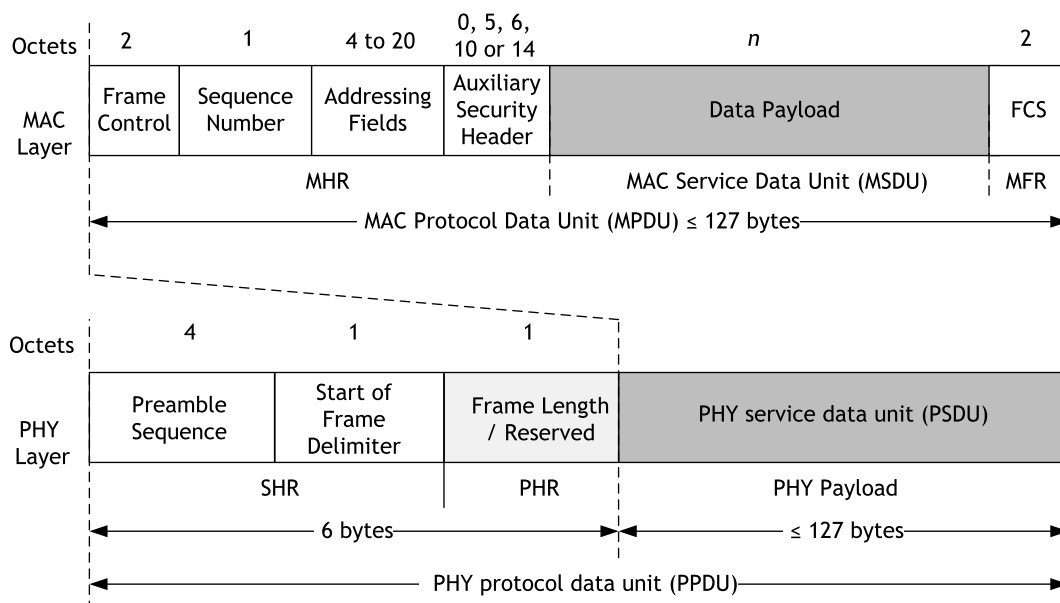 Octets 2 1 4 to 20 0, 5, 6, n 2
10 or 14
MAC
Layer
Frame
Control
Sequence
Number
Addressing
Fields
Auxiliary
Security
Header
Data Payload
FCS
MHR MAC Service Data Unit (MSDU) MFR
MAC Protocol Data Unit (MPDU) ≤ 127 bytes
Octets 4 1 1
PHY
Layer
Preamble
Sequence
Start of
Frame
Delimiter
Frame Length
/ Reserved
PHY service data unit (PSDU)
SHR PHR PHY Payload
6 bytes ≤ 127 bytes
PHY protocol data unit (PPDU)